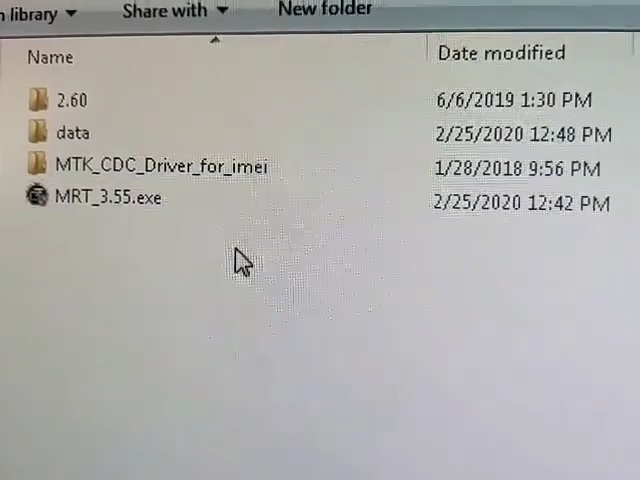 library Share with New folder
Name Date modified
2.60 6/6/2019 1:30 PM
data 2/25/2020 12:48 PM
MTK_CDC_Driver_for_imei 1/28/2018 9:56 PM
MRT_3.55.exe 2/25/2020 12:42 PM